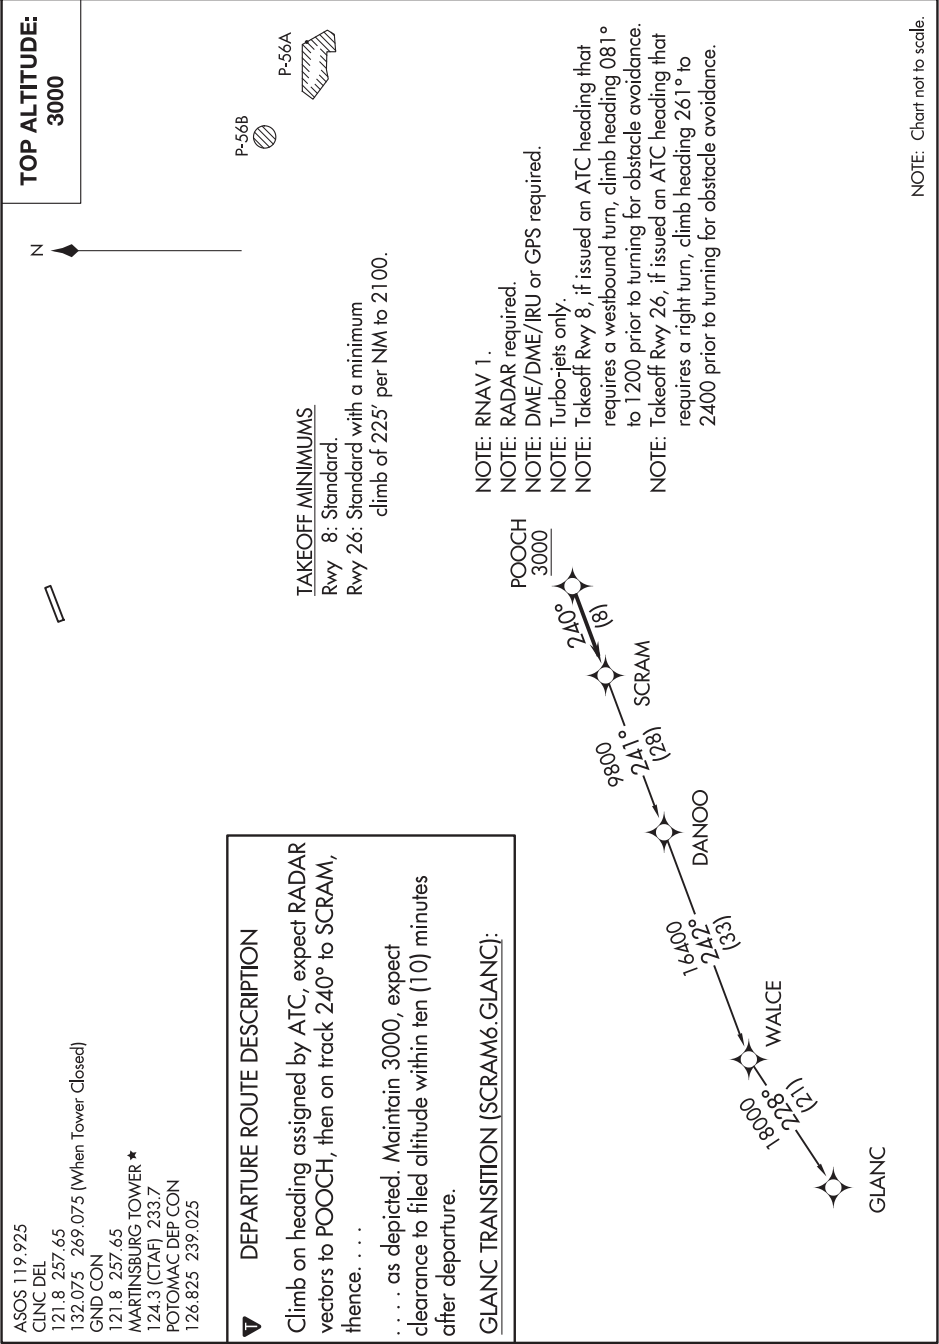 ASOS 119.925
CLNC DEL
121.8 257.65
132.075 269.075 (When Tower Closed)
GND CON
121.8 257.65
MARTINSBURG TOWER ★
124.3 (CTAF) 233.7
POTOMAC DEP CON
126.825 239.025
TOP ALTITUDE:
3000
N
P-56B
P-56A
T
DEPARTURE ROUTE DESCRIPTION
Climb on heading assigned by ATC, expect RADAR
vectors to POOCH, then on track 240° to SCRAM,
thence. . . .
. . . . as depicted. Maintain 3000, expect
clearance to filed altitude within ten (10) minutes
after departure.
GLANC TRANSITION (SCRAM6.GLANC):
TAKEOFF MINIMUMS
Rwy 8: Standard.
Rwy 26: Standard with a minimum
climb of 225' per NM to 2100.
NOTE: RNAV 1.
NOTE: RADAR required.
NOTE: DME/DME/IRU or GPS required.
NOTE: Turbo-jets only.
NOTE: Takeoff Rwy 8, if issued an ATC heading that
requires a westbound turn, climb heading 081°
to 1200 prior to turning for obstacle avoidance.
NOTE: Takeoff Rwy 26, if issued an ATC heading that
requires a right turn, climb heading 261° to
2400 prior to turning for obstacle avoidance.
POOCH
3000
240°
(8)
SCRAM
9800
241°
(28)
DANOO
16400
242°
(33)
WALCE
18000
228°
(21)
GLANC
NOTE: Chart not to scale.